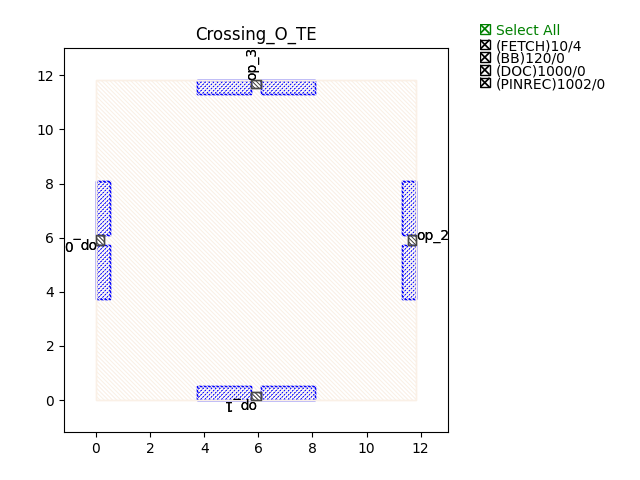 Crossing_O_TE
Select All
(FETCH)10/4
(BB)120/0
(DOC)1000/0
(PINREC)1002/0
op_3
op_0
op_2
op_1
12
10
8
6
4
2
0
0 2 4 6 8 10 12